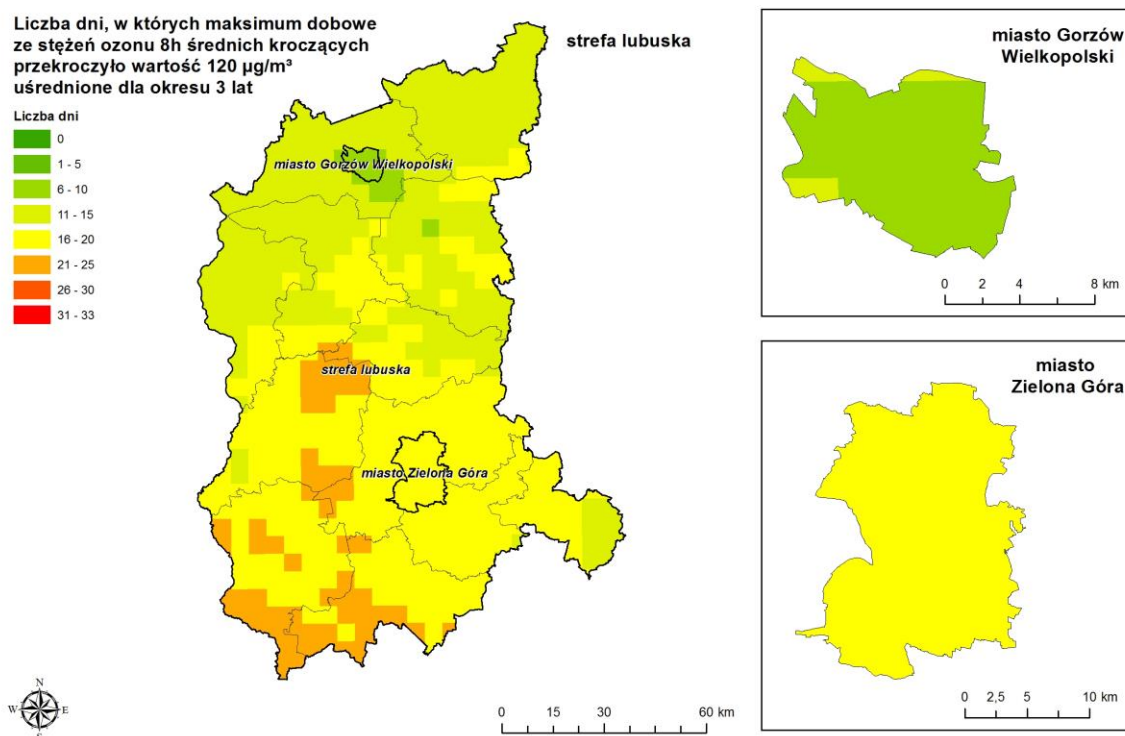 Liczba dni, w których maksimum dobowe
ze stężeń ozonu 8h średnich kroczących
przekroczyło wartość 120 µg/m³
uśrednione dla okresu 3 lat
Liczba dni
0
1 - 5
6 - 10
11 - 15
16 - 20
21 - 25
26 - 30
31 - 33
strefa lubuska
miasto Gorzów Wielkopolski
strefa lubuska
miasto Zielona Góra
N
W E
S
0 15 30 60 km
miasto Gorzów
Wielkopolski
0 2 4 8 km
miasto
Zielona Góra
0 2,5 5 10 km